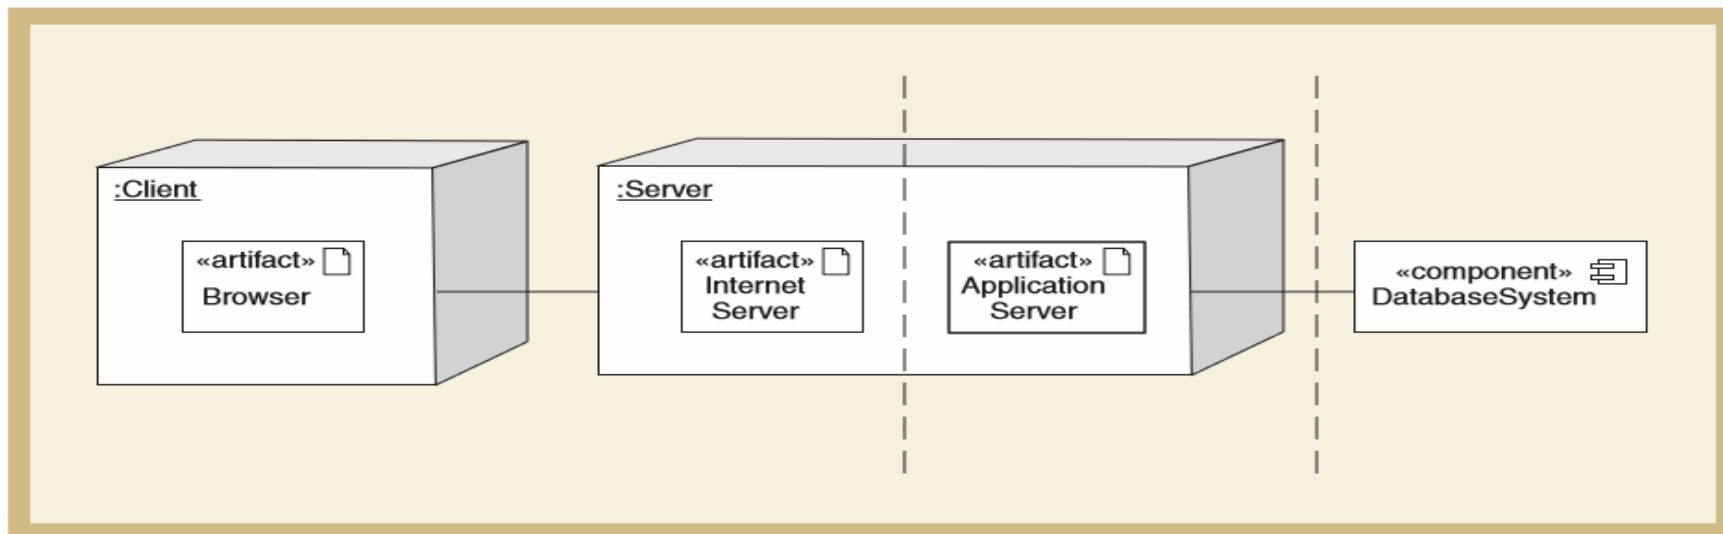 :Client
«artifact»
Browser
:Server
«artifact»
Internet
Server
«artifact»
Application
Server
«component»
DatabaseSystem